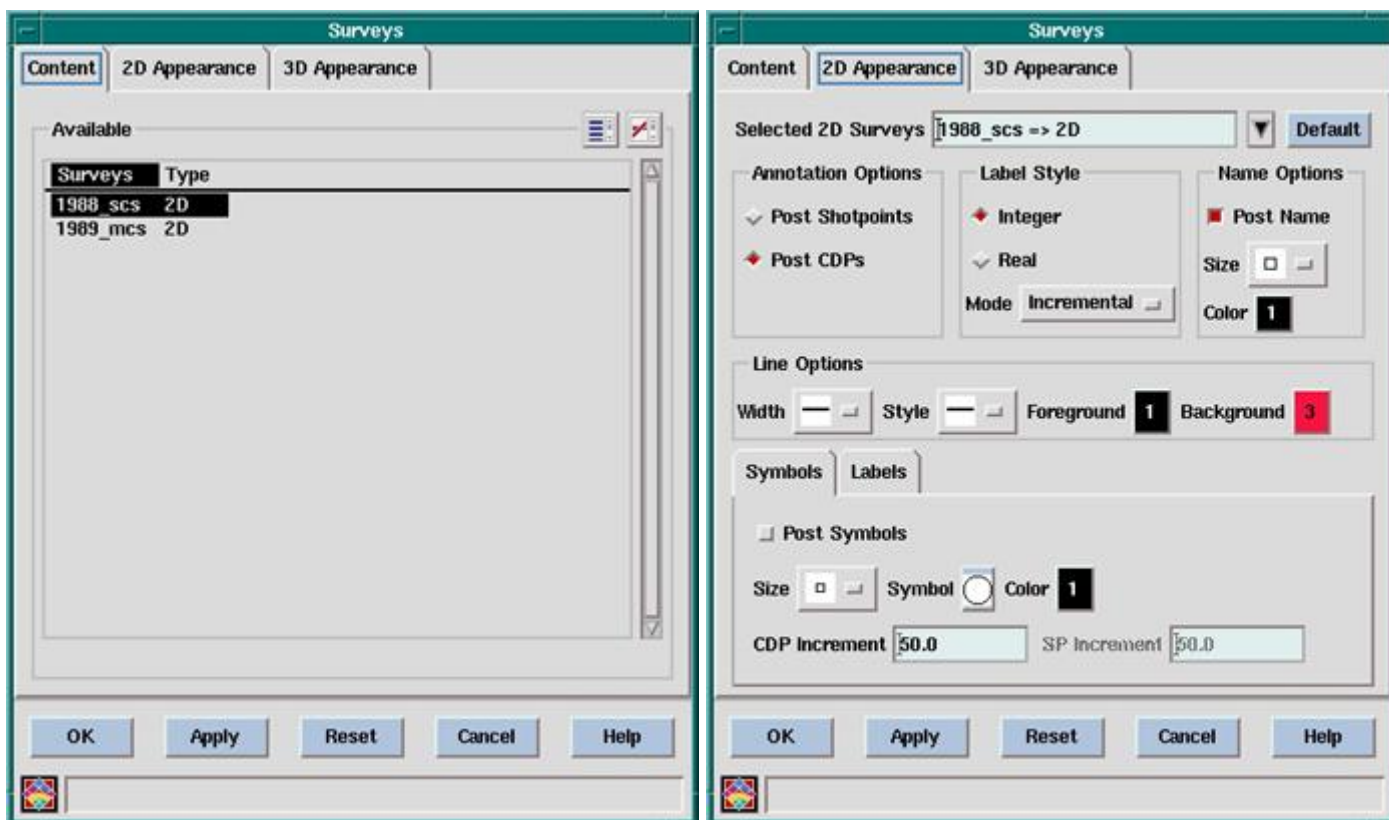 Surveys
Content 2D Appearance 3D Appearance
Available
Surveys Type
1988_scs 2D
1989_mcs 2D
OK Apply Reset Cancel Help
Surveys
Content 2D Appearance 3D Appearance
Selected 2D Surveys 1988_scs => 2D Default
Annotation Options Label Style Name Options
Post Shotpoints Integer Post Name
Post CDPs Real Size
Mode Incremental Color 1
Line Options
Width Style Foreground 1 Background 3
Symbols Labels
Post Symbols
Size Symbol Color 1
CDP Increment 50.0 SP Increment 50.0
OK Apply Reset Cancel Help